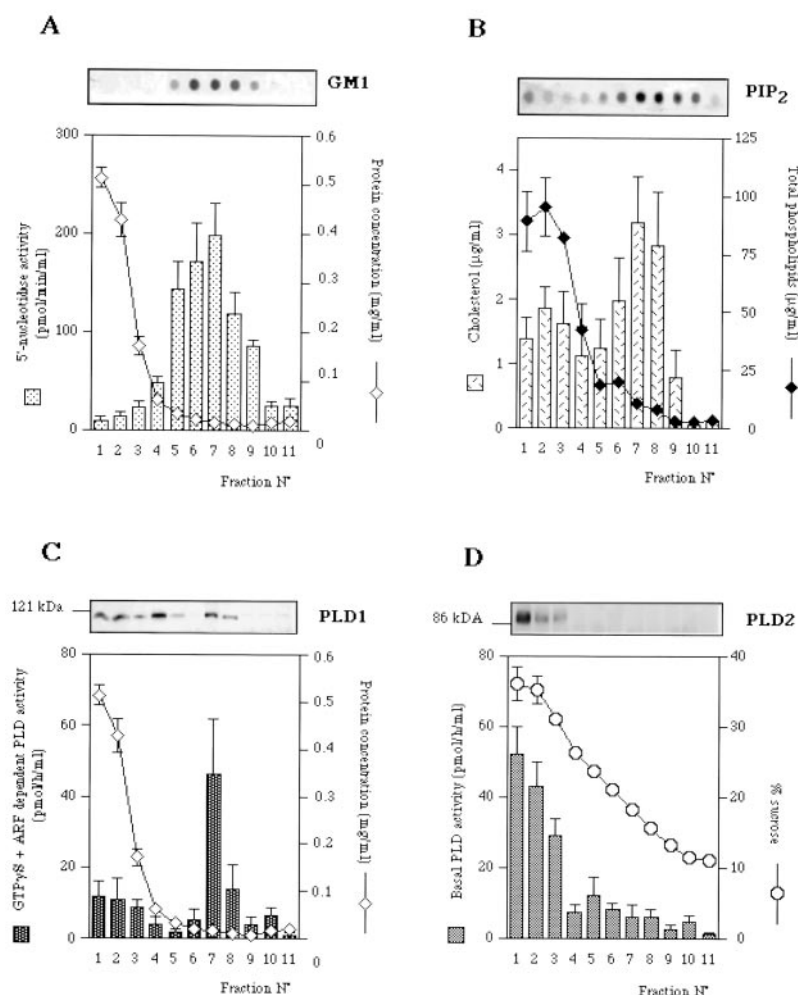 A
GM1
300
200
100
0
0.6
0.5
0.4
0.3
0.2
0.1
0
5'-nucleotidase activity
(pmol/min/ml)
Protein concentration (mg/ml)
1 2 3 4 5 6 7 8 9 10 11
Fraction N°
B
PIP2
4
3
2
1
0
125
100
75
50
25
0
Cholesterol (µg/ml)
Total phospholipids
(µg/ml)
1 2 3 4 5 6 7 8 9 10 11
Fraction N°
C
121 kDa
PLD1
80
60
40
20
0
0.6
0.5
0.4
0.3
0.2
0.1
0
GTPγS + ARF dependent PLD activity
(pmol/h/ml)
Protein concentration (mg/ml)
1 2 3 4 5 6 7 8 9 10 11
Fraction N°
D
86 kDA
PLD2
80
60
40
20
0
40
30
20
10
0
Basal PLD activity (pmol/h/ml)
% sucrose
1 2 3 4 5 6 7 8 9 10 11
Fraction N°